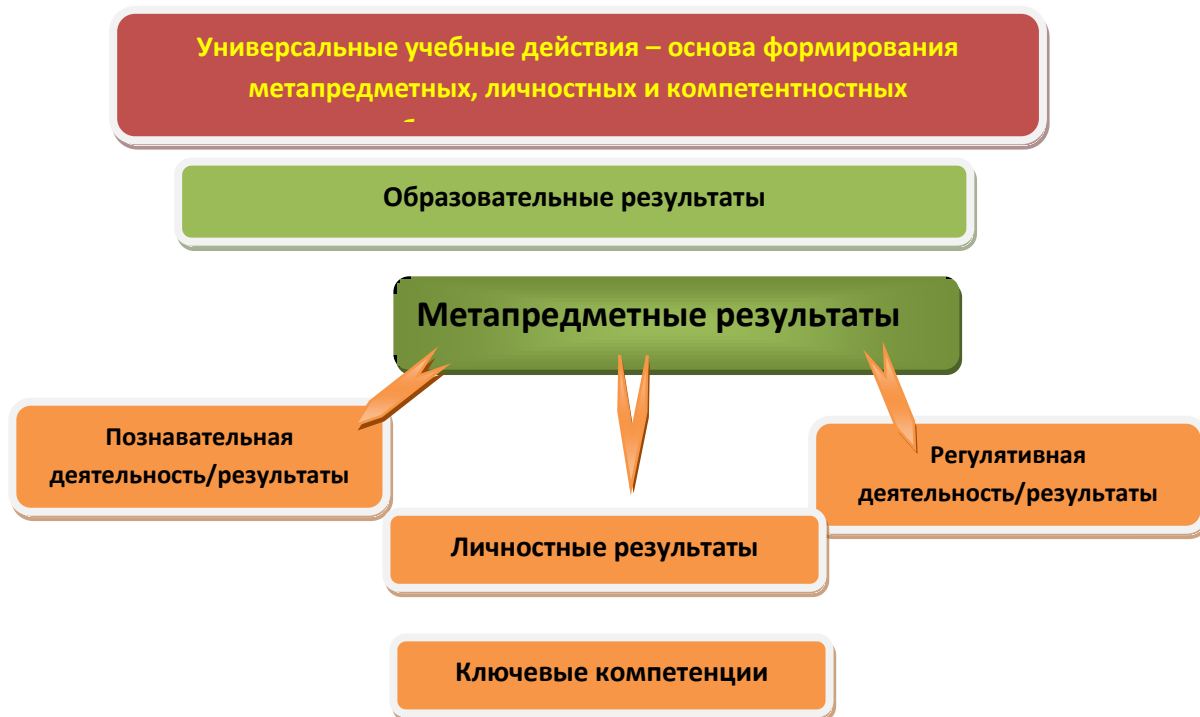 Универсальные учебные действия – основа формирования
метапредметных, личностных и компетентностных
Образовательные результаты
Метапредметные результаты
Познавательная
деятельность/результаты
Регулятивная
деятельность/результаты
Личностные результаты
Ключевые компетенции